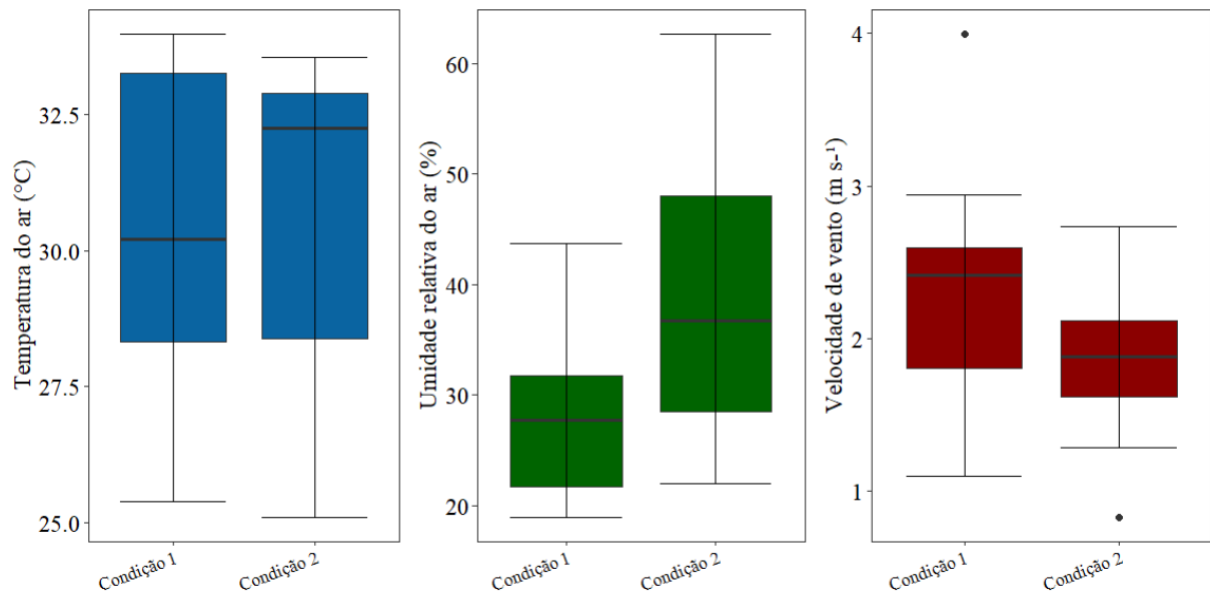 Temperatura do ar (°C)
32.5
30.0
27.5
25.0
Condição 1
Condição 2
Umidade relativa do ar (%)
60
50
40
30
20
Condição 1
Condição 2
Velocidade de vento (m s-¹)
4
3
2
1
Condição 1
Condição 2